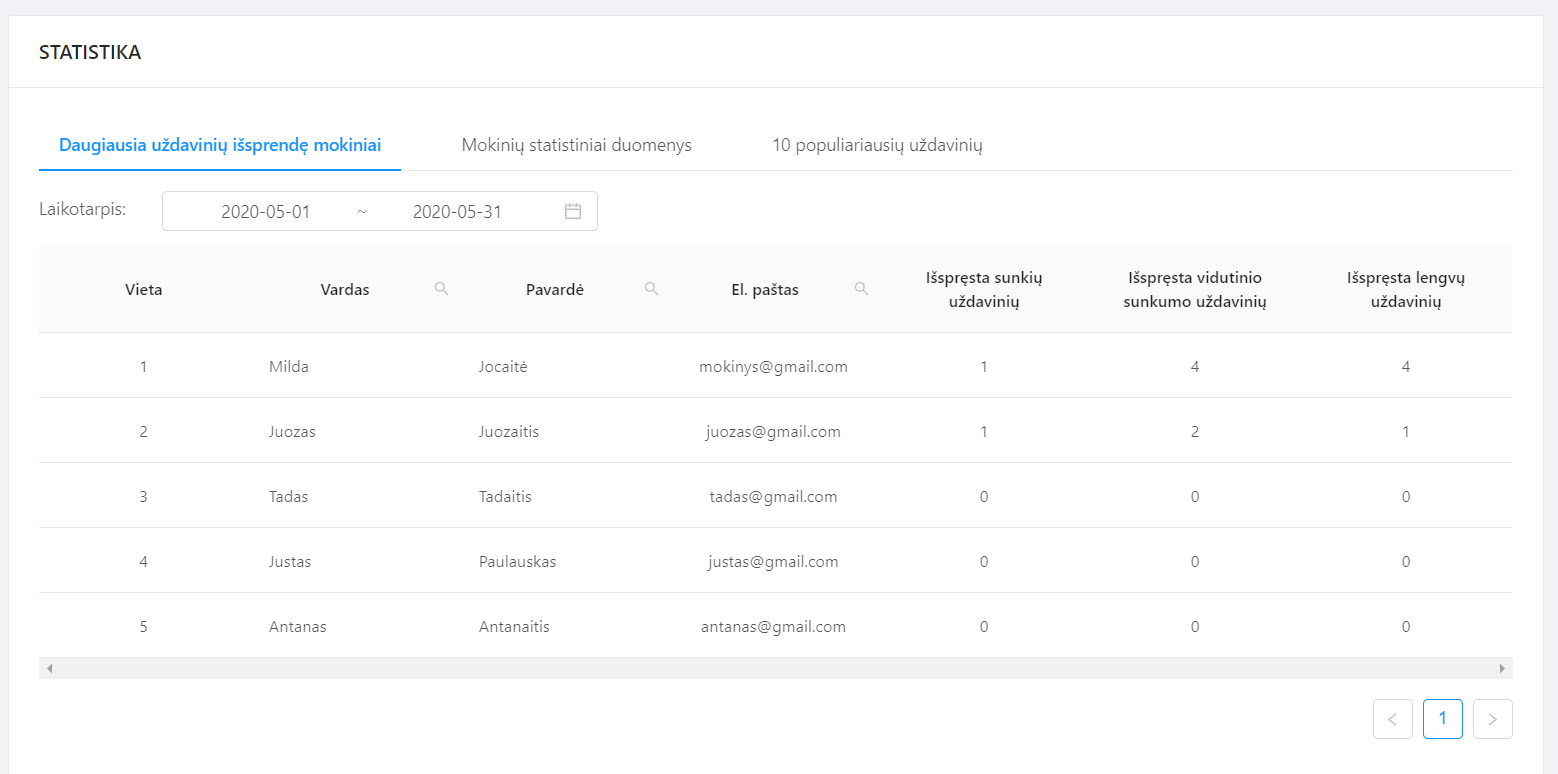 STATISTIKA
Daugiausia uždavinių išsprendę mokiniai Mokinių statistiniai duomenys 10 populiariausių uždavinių
Laikotarpis: 2020-05-01 ~ 2020-05-31
Vieta Vardas Pavardė El. paštas Išspręsta sunkių uždavinių Išspręsta vidutinio sunkumo uždavinių Išspręsta lengvų uždavinių
1 Milda Jocaitė mokinys@gmail.com 1 4 4
2 Juozas Juozaitis juozas@gmail.com 1 2 1
3 Tadas Tadaitis tadas@gmail.com 0 0 0
4 Justas Paulauskas justas@gmail.com 0 0 0
5 Antanas Antanaitis antanas@gmail.com 0 0 0
< 1 >